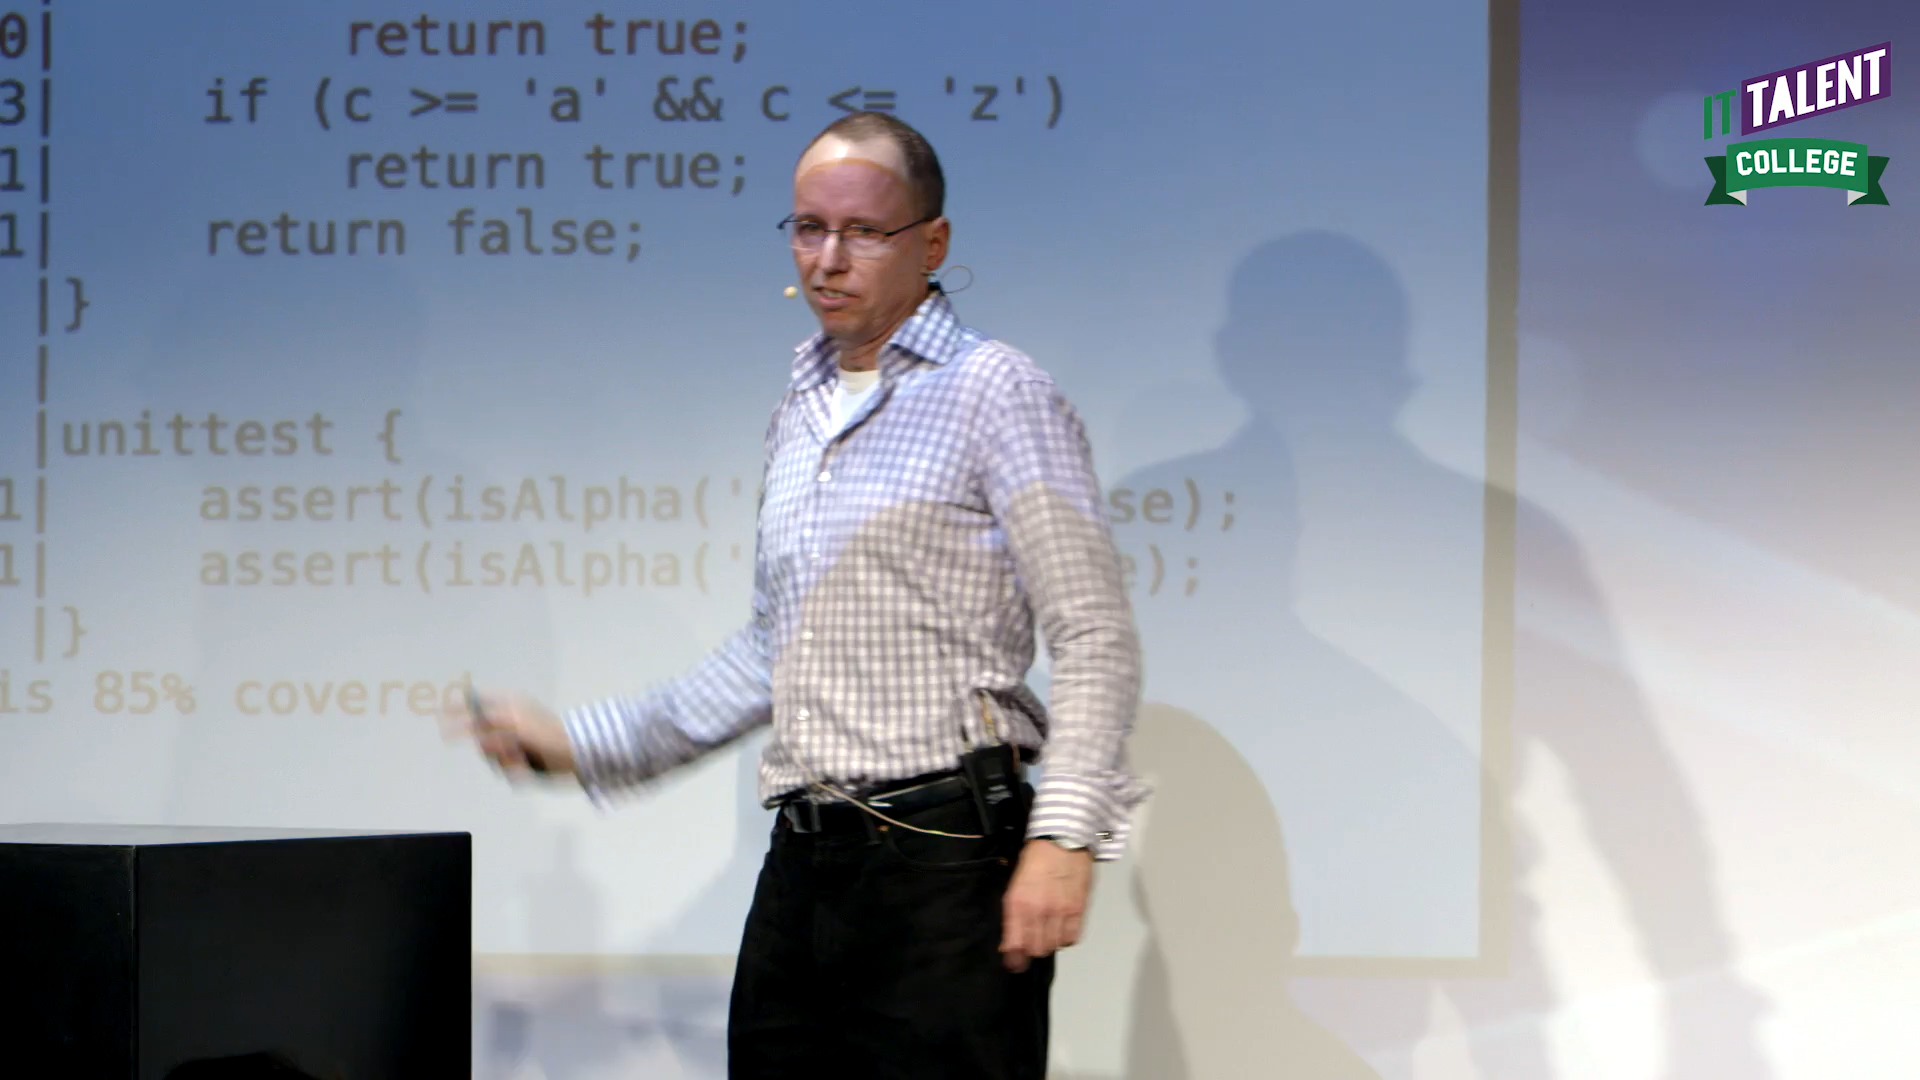 0|        return true;
3|    if (c >= 'a' && c <= 'z')
1|        return true;
1|    return false;
|}
|
|unittest {
1|    assert(isAlpha(' se);
1|    assert(isAlpha(' e);
|}
is 85% covered
IT TALENT
COLLEGE